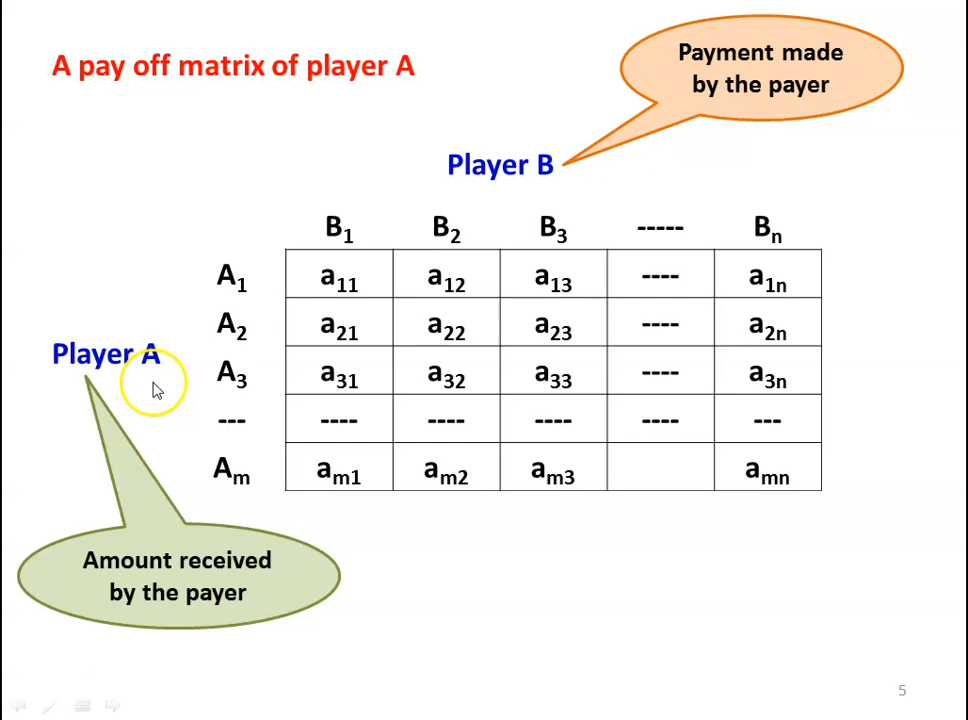 A pay off matrix of player A
Payment made
by the payer
Player B
B₁ B₂ B₃ ----- Bₙ
A₁ a₁₁ a₁₂ a₁₃ ---- a₁ₙ
A₂ a₂₁ a₂₂ a₂₃ ---- a₂ₙ
Player A
A₃ a₃₁ a₃₂ a₃₃ ---- a₃ₙ
--- ---- ---- ---- ---- ---
Aₘ aₘ₁ aₘ₂ aₘ₃ aₘₙ
Amount received
by the payer
5